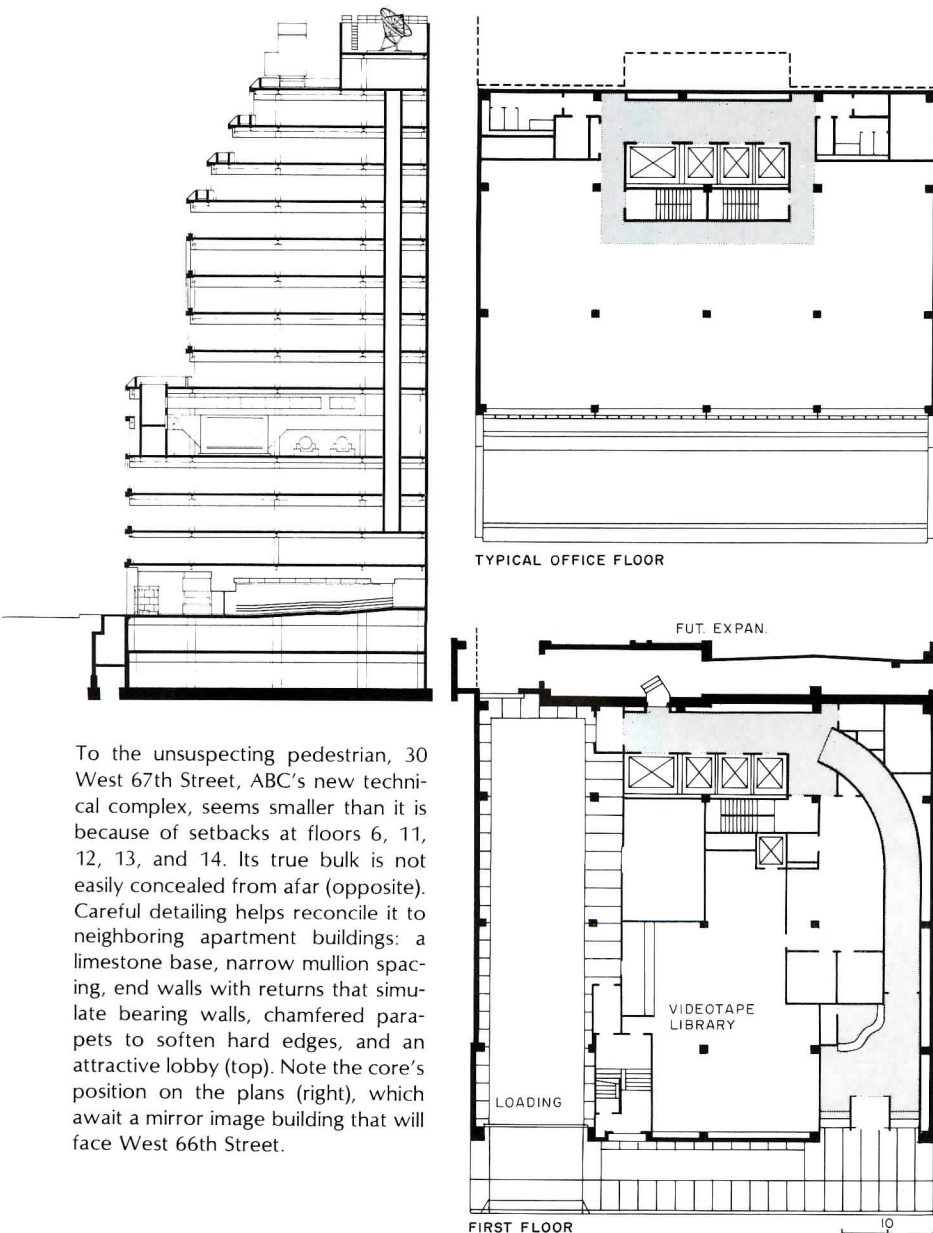 TYPICAL OFFICE FLOOR
To the unsuspecting pedestrian, 30
West 67th Street, ABC's new techni-
cal complex, seems smaller than it is
because of setbacks at floors 6, 11,
12, 13, and 14. Its true bulk is not
easily concealed from afar (opposite).
Careful detailing helps reconcile it to
neighboring apartment buildings: a
limestone base, narrow mullion spac-
ing, end walls with returns that simu-
late bearing walls, chamfered para-
pets to soften hard edges, and an
attractive lobby (top). Note the core's
position on the plans (right), which
await a mirror image building that will
face West 66th Street.
FUT. EXPAN.
VIDEOTAPE
LIBRARY
LOADING
FIRST FLOOR
10